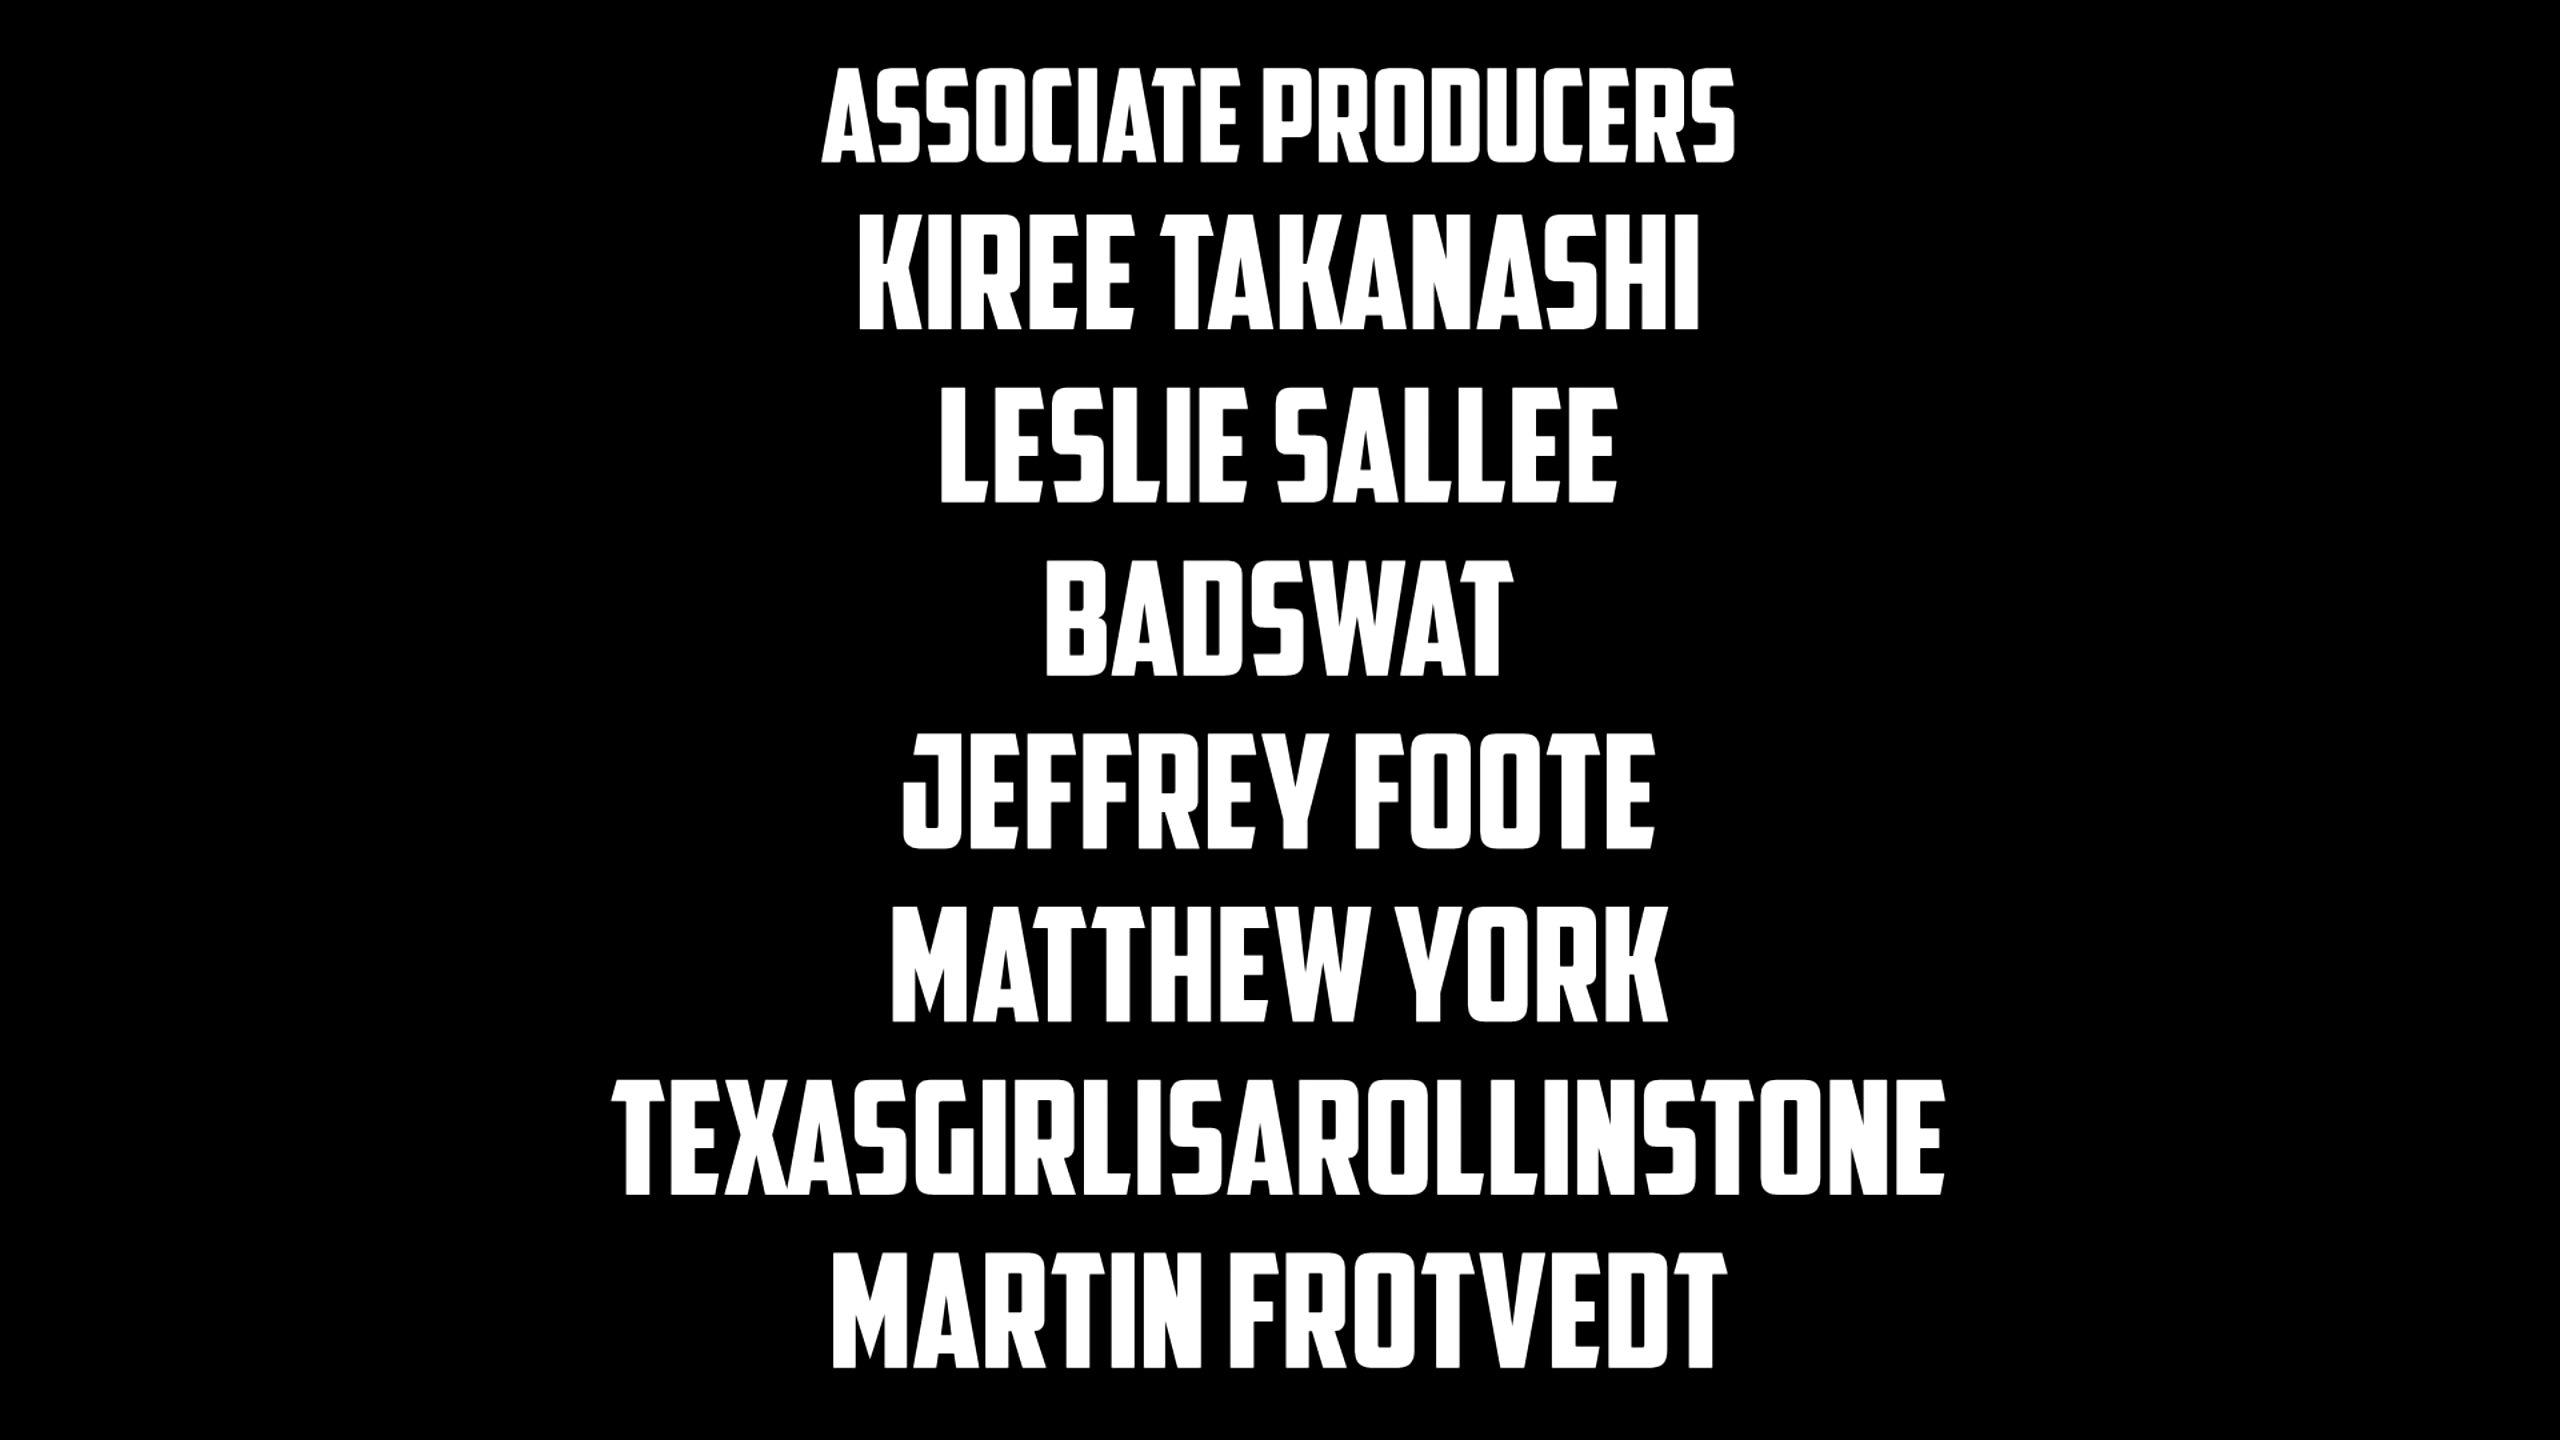 ASSOCIATE PRODUCERS
KIREE TAKANASHI
LESLIE SALLEE
BADSWAT
JEFFREY FOOTE
MATTHEW YORK
TEXASGIRLISAROLLINSTONE
MARTIN FROTVEDT